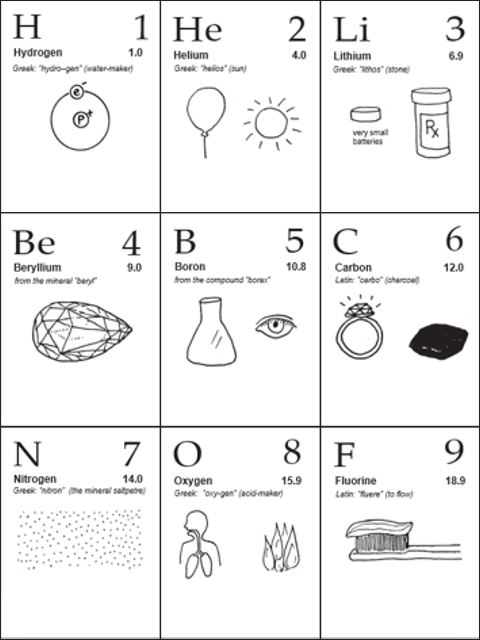 H 1
Hydrogen 1.0
Greek: "hydro-gen" (water-maker)
e-
P+
He 2
Helium 4.0
Greek: "helios" (sun)
Li 3
Lithium 6.9
Greek: "lithos" (stone)
very small
batteries
Rx
Be 4
Beryllium 9.0
from the mineral "beryl"
B 5
Boron 10.8
from the compound "borax"
C 6
Carbon 12.0
Latin: "carbo" (charcoal)
N 7
Nitrogen 14.0
Greek: "nitron" (the mineral saltpetre)
O 8
Oxygen 15.9
Greek: "oxy-gen" (acid-maker)
F 9
Fluorine 18.9
Latin: "fluere" (to flow)